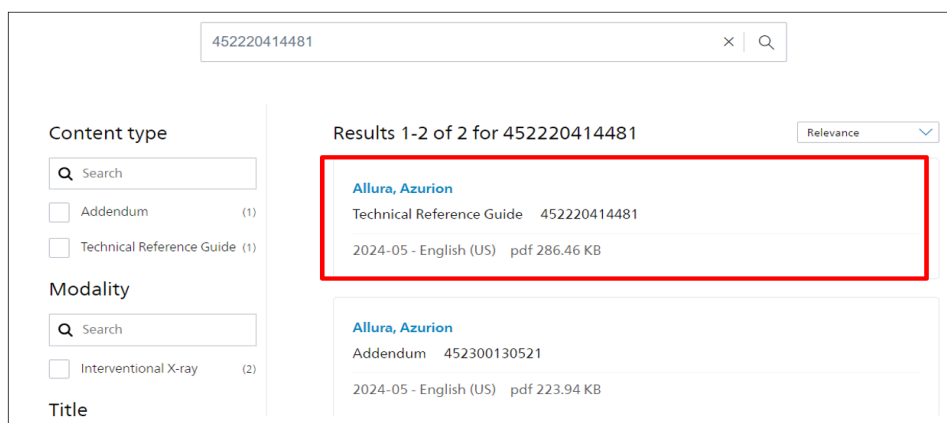 452220414481
Content type
Search
Addendum (1)
Technical Reference Guide (1)
Modality
Search
Interventional X-ray (2)
Title
Results 1-2 of 2 for 452220414481
Relevance
Allura, Azurion
Technical Reference Guide 452220414481
2024-05 - English (US) pdf 286.46 KB
Allura, Azurion
Addendum 452300130521
2024-05 - English (US) pdf 223.94 KB